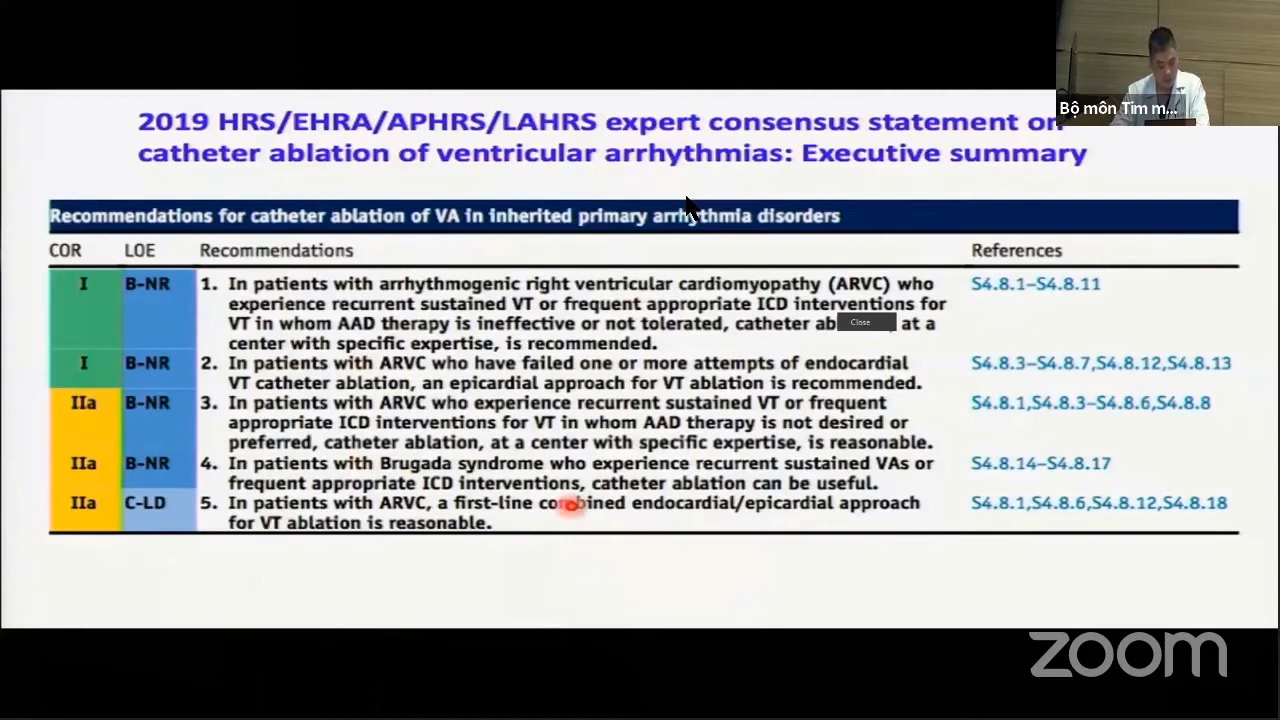 Bộ môn Tim m...
2019 HRS/EHRA/APHRS/LAHRS expert consensus statement on
catheter ablation of ventricular arrhythmias: Executive summary
Recommendations for catheter ablation of VA in inherited primary arrhythmia disorders
COR LOE Recommendations References
I B-NR 1. In patients with arrhythmogenic right ventricular cardiomyopathy (ARVC) who S4.8.1–S4.8.11
experience recurrent sustained VT or frequent appropriate ICD interventions for
VT in whom AAD therapy is ineffective or not tolerated, catheter ab Close at a
center with specific expertise, is recommended.
I B-NR 2. In patients with ARVC who have failed one or more attempts of endocardial S4.8.3–S4.8.7,S4.8.12,S4.8.13
VT catheter ablation, an epicardial approach for VT ablation is recommended.
IIa B-NR 3. In patients with ARVC who experience recurrent sustained VT or frequent S4.8.1,S4.8.3–S4.8.6,S4.8.8
appropriate ICD interventions for VT in whom AAD therapy is not desired or
preferred, catheter ablation, at a center with specific expertise, is reasonable.
IIa B-NR 4. In patients with Brugada syndrome who experience recurrent sustained VAs or S4.8.14–S4.8.17
frequent appropriate ICD interventions, catheter ablation can be useful.
IIa C-LD 5. In patients with ARVC, a first-line combined endocardial/epicardial approach S4.8.1,S4.8.6,S4.8.12,S4.8.18
for VT ablation is reasonable.
zoom